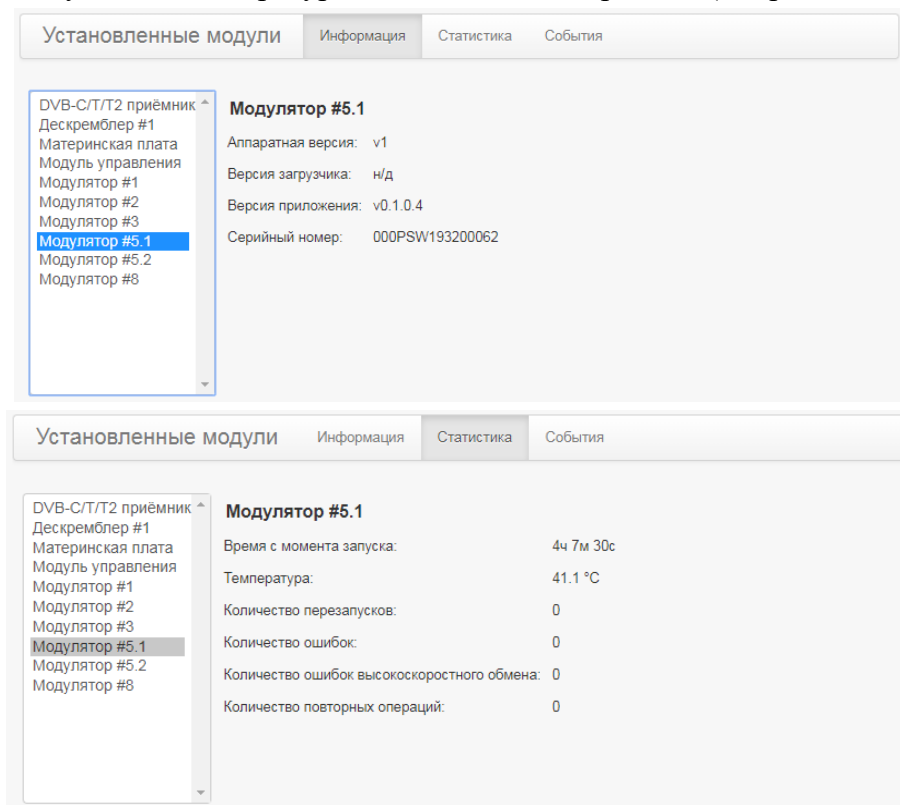 Установленные модули Информация Статистика События
DVB-C/T/T2 приёмник
Дескремблер #1
Материнская плата
Модуль управления
Модулятор #1
Модулятор #2
Модулятор #3
Модулятор #5.1
Модулятор #5.2
Модулятор #8
Модулятор #5.1
Аппаратная версия: v1
Версия загрузчика: н/д
Версия приложения: v0.1.0.4
Серийный номер: 000PSW193200062
Установленные модули Информация Статистика События
DVB-C/T/T2 приёмник
Дескремблер #1
Материнская плата
Модуль управления
Модулятор #1
Модулятор #2
Модулятор #3
Модулятор #5.1
Модулятор #5.2
Модулятор #8
Модулятор #5.1
Время с момента запуска: 4ч 7м 30с
Температура: 41.1 °C
Количество перезапусков: 0
Количество ошибок: 0
Количество ошибок высокоскоростного обмена: 0
Количество повторных операций: 0